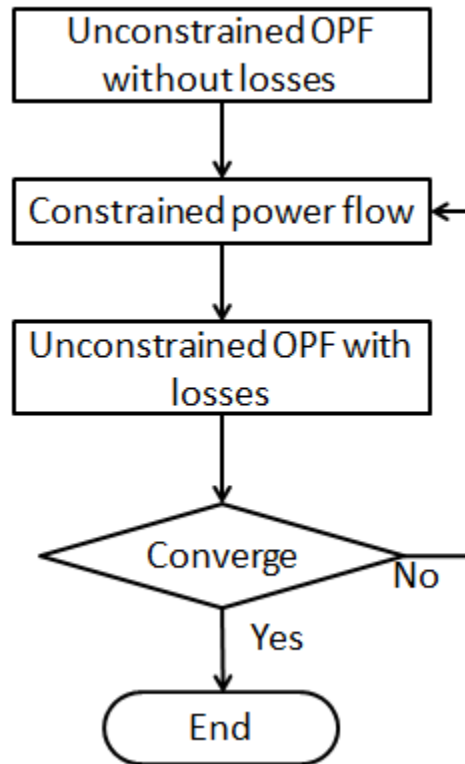 Unconstrained OPF
without losses
Constrained power flow
Unconstrained OPF with
losses
Converge
No
Yes
End